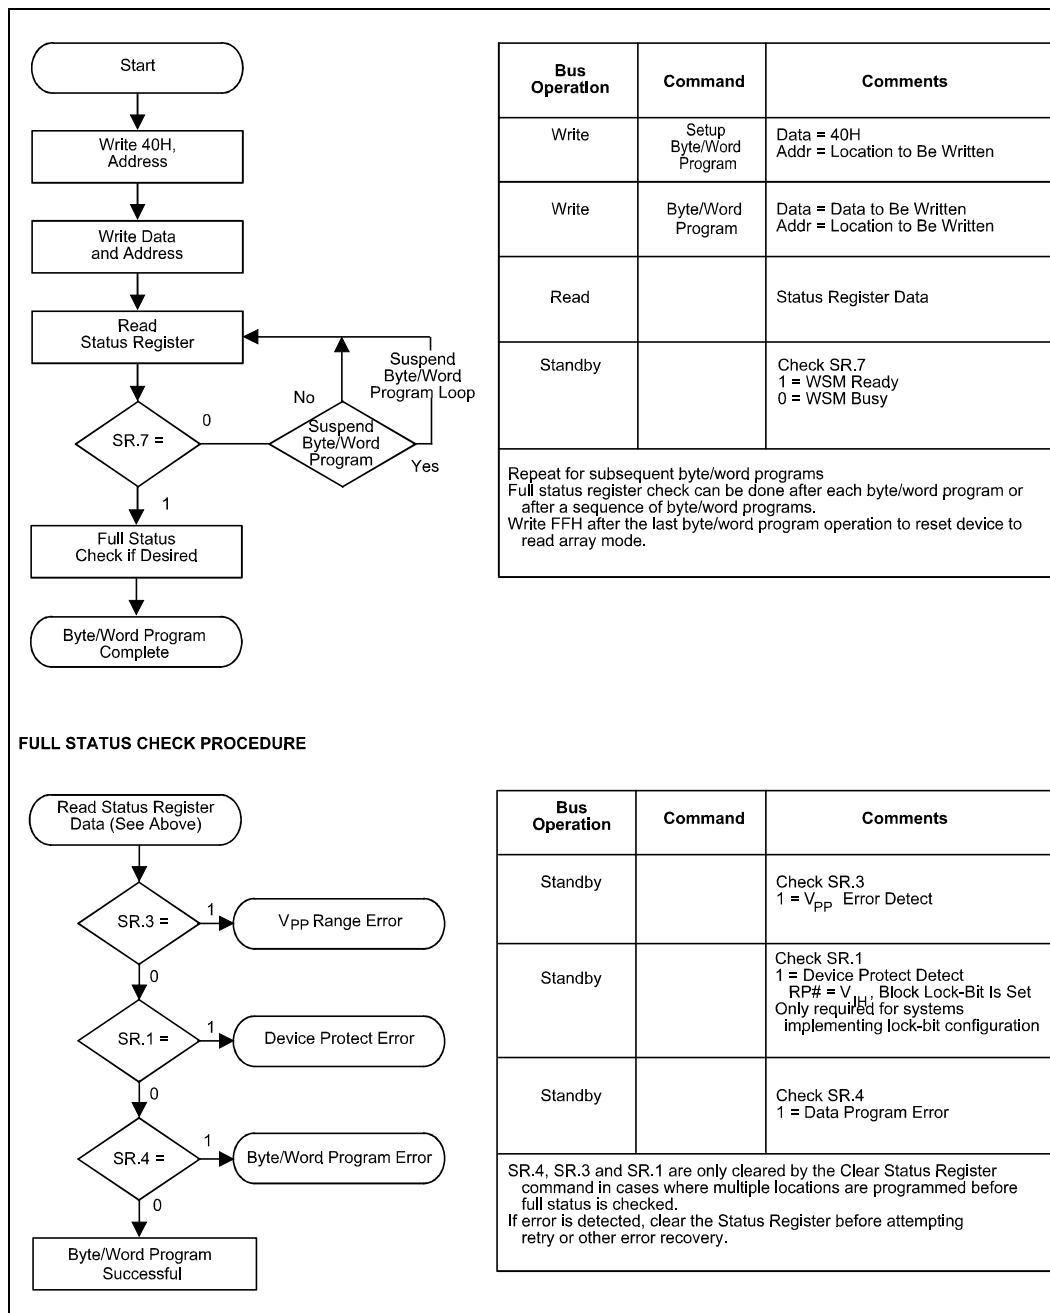 Start
Write 40H,
Address
Write Data
and Address
Read
Status Register
Suspend
Byte/Word
Program Loop
No
0
SR.7 =
Suspend
Byte/Word
Program
Yes
1
Full Status
Check if Desired
Byte/Word Program
Complete
Bus
Operation
Command
Comments
Write
Setup
Byte/Word
Program
Data = 40H
Addr = Location to Be Written
Write
Byte/Word
Program
Data = Data to Be Written
Addr = Location to Be Written
Read
Status Register Data
Standby
Check SR.7
1 = WSM Ready
0 = WSM Busy
Repeat for subsequent byte/word programs
Full status register check can be done after each byte/word program or
after a sequence of byte/word programs.
Write FFH after the last byte/word program operation to reset device to
read array mode.
FULL STATUS CHECK PROCEDURE
Read Status Register
Data (See Above)
SR.3 =
1
VPP Range Error
0
SR.1 =
1
Device Protect Error
0
SR.4 =
1
Byte/Word Program Error
0
Byte/Word Program
Successful
Bus
Operation
Command
Comments
Standby
Check SR.3
1 = VPP Error Detect
Standby
Check SR.1
1 = Device Protect Detect
RP# = VIH, Block Lock-Bit Is Set
Only required for systems
implementing lock-bit configuration
Standby
Check SR.4
1 = Data Program Error
SR.4, SR.3 and SR.1 are only cleared by the Clear Status Register
command in cases where multiple locations are programmed before
full status is checked.
If error is detected, clear the Status Register before attempting
retry or other error recovery.